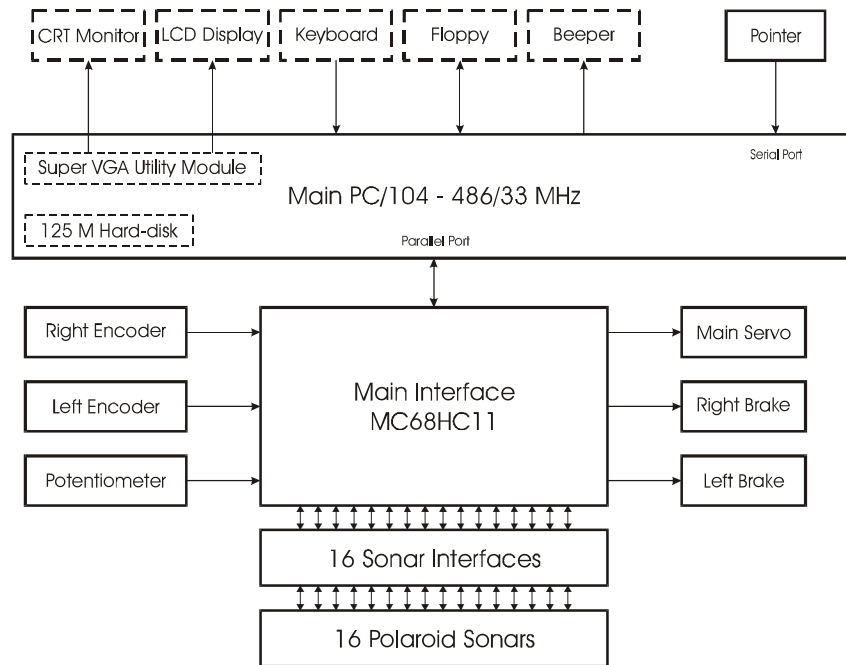 CRT Monitor
LCD Display
Keyboard
Floppy
Beeper
Pointer
Super VGA Utility Module
Serial Port
Main PC/104 - 486/33 MHz
125 M Hard-disk
Parallel Port
Right Encoder
Left Encoder
Potentiometer
Main Interface
MC68HC11
Main Servo
Right Brake
Left Brake
16 Sonar Interfaces
16 Polaroid Sonars